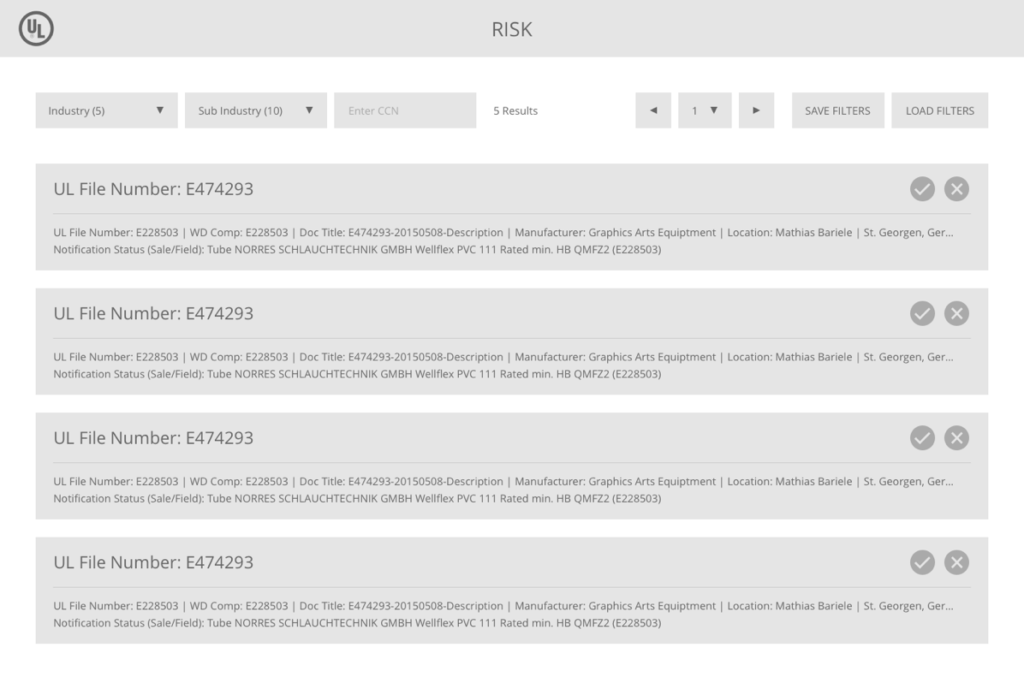 UL
RISK
Industry (5) ▼ Sub Industry (10) ▼ Enter CCN 5 Results ◄ 1 ▼ ► SAVE FILTERS LOAD FILTERS
UL File Number: E474293
UL File Number: E228503 | WD Comp: E228503 | Doc Title: E474293-20150508-Description | Manufacturer: Graphics Arts Equiptment | Location: Mathias Bariele | St. Georgen, Ger...
Notification Status (Sale/Field): Tube NORRES SCHLAUCHTECHNIK GMBH Wellflex PVC 111 Rated min. HB QMFZ2 (E228503)
UL File Number: E474293
UL File Number: E228503 | WD Comp: E228503 | Doc Title: E474293-20150508-Description | Manufacturer: Graphics Arts Equiptment | Location: Mathias Bariele | St. Georgen, Ger...
Notification Status (Sale/Field): Tube NORRES SCHLAUCHTECHNIK GMBH Wellflex PVC 111 Rated min. HB QMFZ2 (E228503)
UL File Number: E474293
UL File Number: E228503 | WD Comp: E228503 | Doc Title: E474293-20150508-Description | Manufacturer: Graphics Arts Equiptment | Location: Mathias Bariele | St. Georgen, Ger...
Notification Status (Sale/Field): Tube NORRES SCHLAUCHTECHNIK GMBH Wellflex PVC 111 Rated min. HB QMFZ2 (E228503)
UL File Number: E474293
UL File Number: E228503 | WD Comp: E228503 | Doc Title: E474293-20150508-Description | Manufacturer: Graphics Arts Equiptment | Location: Mathias Bariele | St. Georgen, Ger...
Notification Status (Sale/Field): Tube NORRES SCHLAUCHTECHNIK GMBH Wellflex PVC 111 Rated min. HB QMFZ2 (E228503)